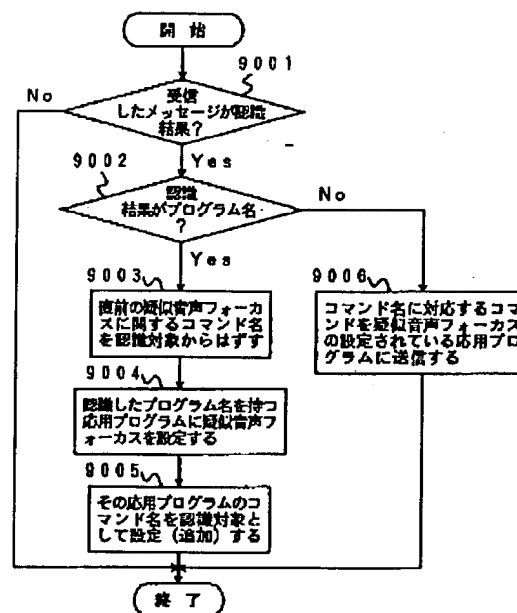 開 始
9001
No
受信
したメッセージが認識
結果？
9002
Yes
認識
結果がプログラム名
？
No
Yes
9003
直前の疑似音声フォーカ
スに関するコマンド名
を認識対象からはずす
9006
コマンド名に対応するコマ
ンドを疑似音声フォーカス
の設定されている応用プロ
グラムに送信する
9004
認識したプログラム名を持つ
応用プログラムに疑似音声フ
ォーカスを設定する
9005
その応用プログラムのコ
マンド名を認識対象と
して設定（追加）する
終 了